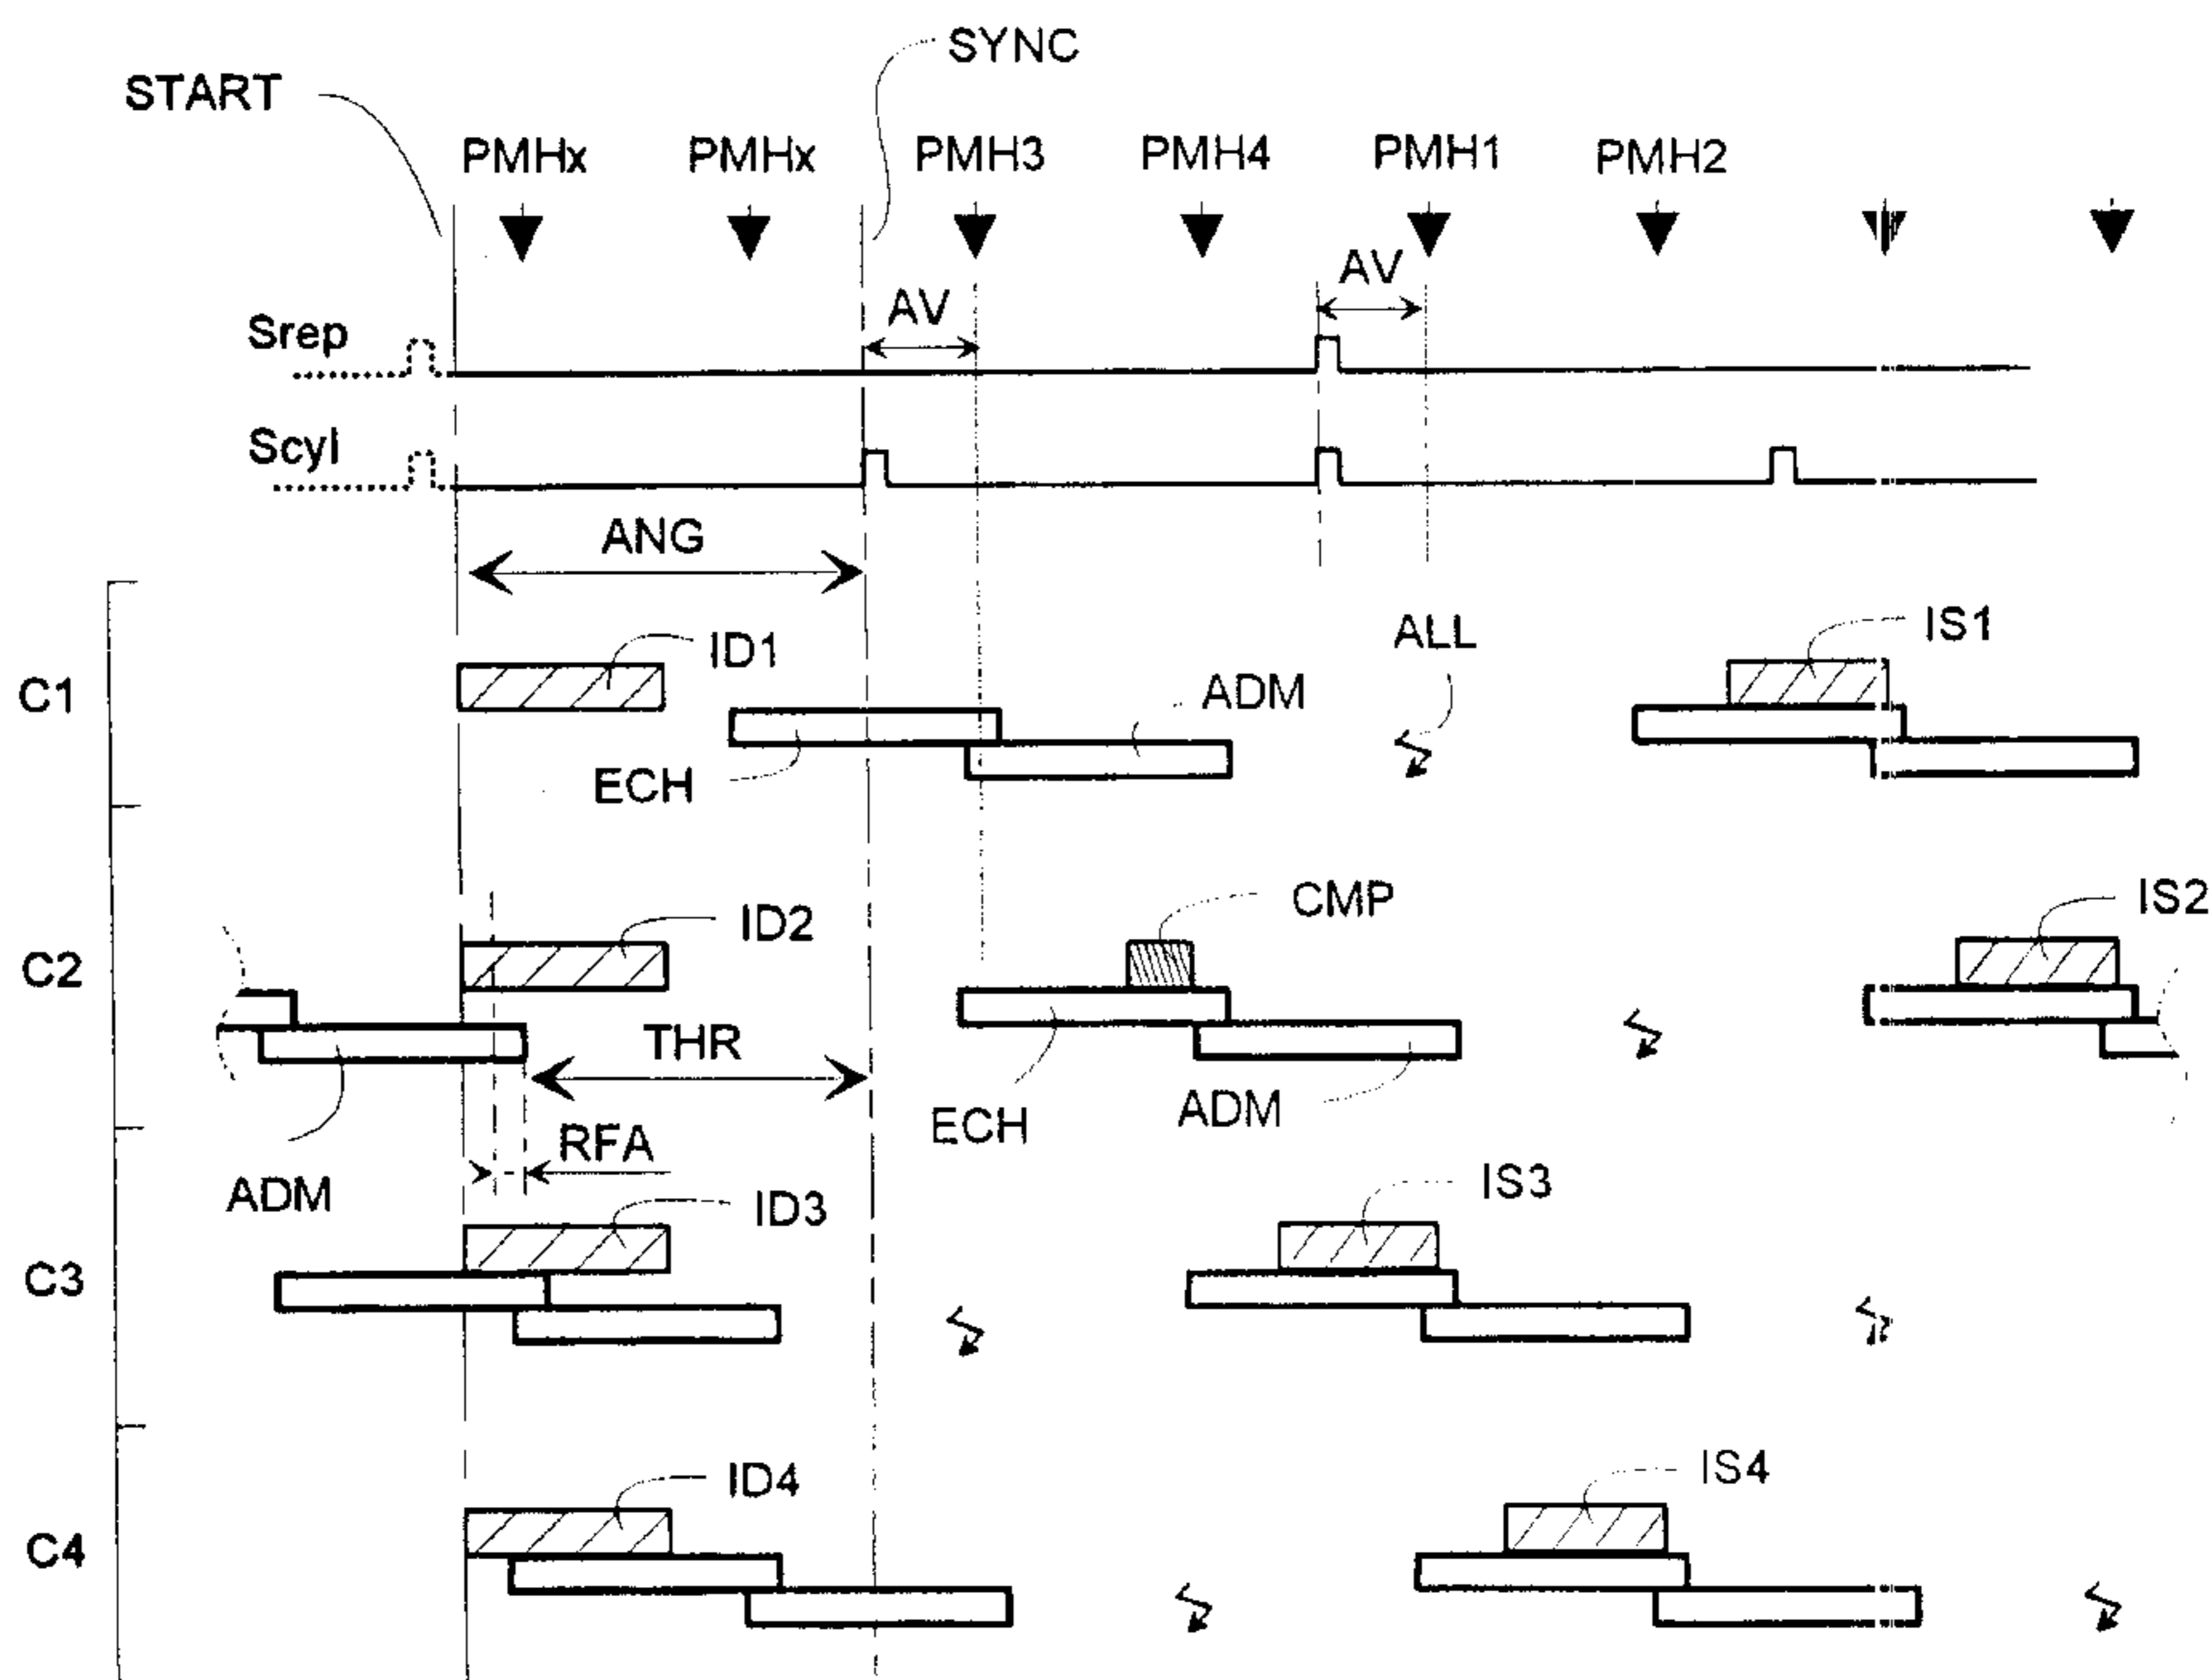 SYNC
START
PMHx PMHx PMH3 PMH4 PMH1 PMH2
AV
AV
Srep
Scyl
ANG
ID1
ALL
IS1
C1
ADM
ECH
CMP
IS2
ID2
C2
THR
ECH
ADM
RFA
ADM
ID3
IS3
C3
ID4
IS4
C4